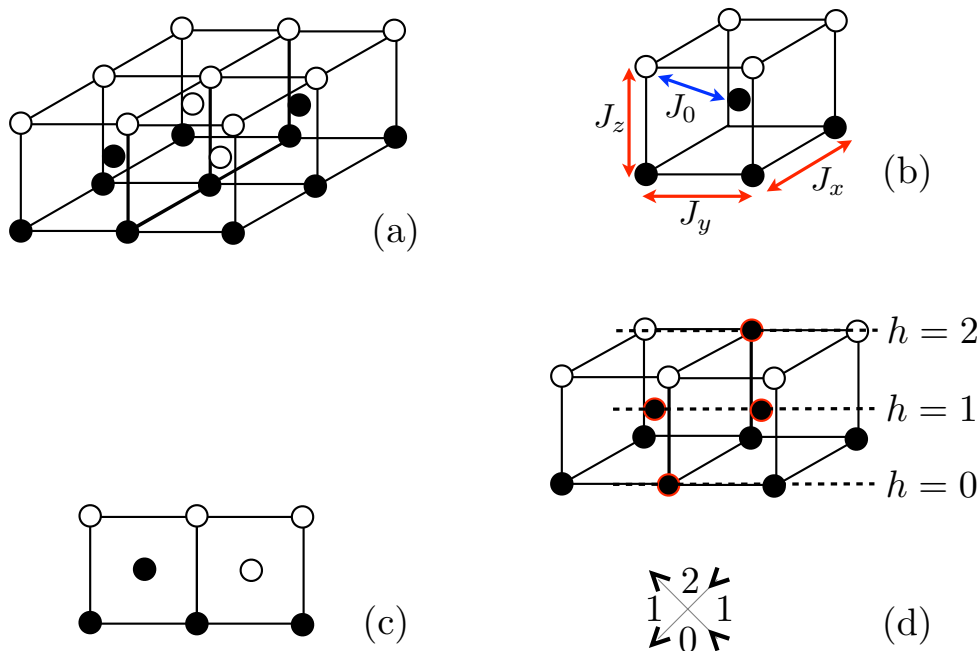 (a)
J_z
J_0
J_y
J_x
(b)
h = 2
h = 1
h = 0
(c)
2
1 1
0
(d)